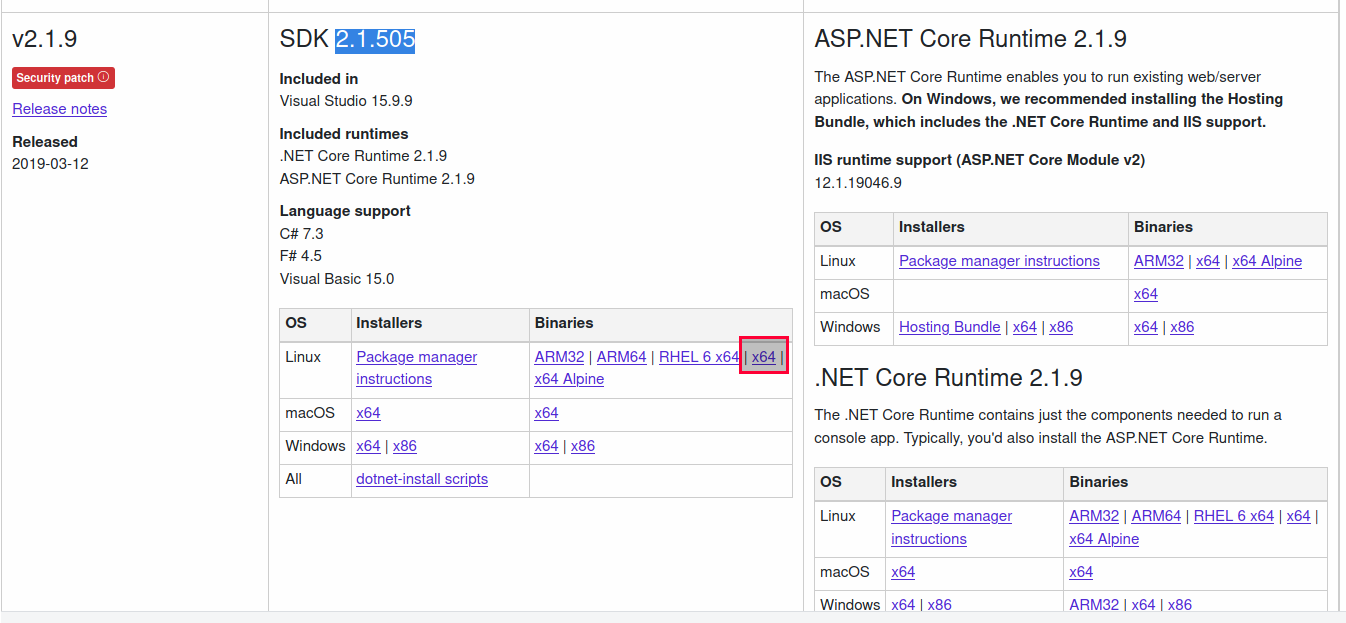 v2.1.9
Security patch ⓘ
Release notes
Released
2019-03-12
SDK 2.1.505
Included in
Visual Studio 15.9.9
Included runtimes
.NET Core Runtime 2.1.9
ASP.NET Core Runtime 2.1.9
Language support
C# 7.3
F# 4.5
Visual Basic 15.0
OS Installers Binaries
Linux Package manager instructions ARM32 | ARM64 | RHEL 6 x64 | x64 | x64 Alpine
macOS x64 x64
Windows x64 | x86 x64 | x86
All dotnet-install scripts
ASP.NET Core Runtime 2.1.9
The ASP.NET Core Runtime enables you to run existing web/server
applications. On Windows, we recommended installing the Hosting
Bundle, which includes the .NET Core Runtime and IIS support.
IIS runtime support (ASP.NET Core Module v2)
12.1.19046.9
OS Installers Binaries
Linux Package manager instructions ARM32 | x64 | x64 Alpine
macOS x64
Windows Hosting Bundle | x64 | x86 x64 | x86
.NET Core Runtime 2.1.9
The .NET Core Runtime contains just the components needed to run a
console app. Typically, you'd also install the ASP.NET Core Runtime.
OS Installers Binaries
Linux Package manager instructions ARM32 | ARM64 | RHEL 6 x64 | x64 | x64 Alpine
macOS x64 x64
Windows x64 | x86 ARM32 | x64 | x86